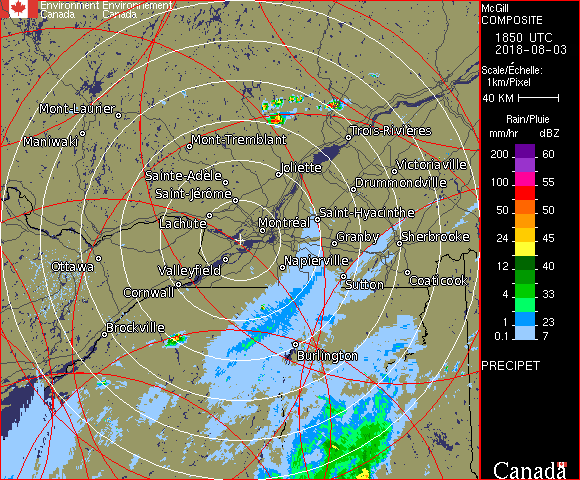 Environment Environnement
Canada Canada
McGill
COMPOSITE
1850 UTC
2018-08-03
Scale/Échelle:
1km/Pixel
40 KM
Rain/Pluie
mm/hr dBZ
200 60
150 57
100 55
50 50
24 45
12 40
4 33
1 23
0.1 7
PRECIPET
Canada
Mont-Laurier
Maniwaki
Mont-Tremblant
Trois-Rivières
Sainte-Adèle
Joliette
Victoriaville
Saint-Jérôme
Drummondville
Lachute
Montréal
Saint-Hyacinthe
Granby
Sherbrooke
Ottawa
Valleyfield
Napierville
Cornwall
Sutton
Coaticook
Brockville
Burlington